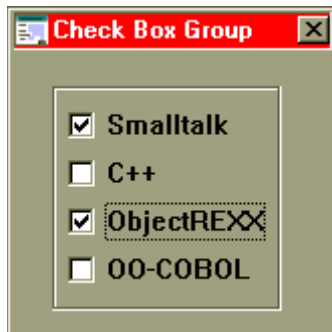 Check Box Group
Smalltalk
C++
ObjectREXX
OO-COBOL